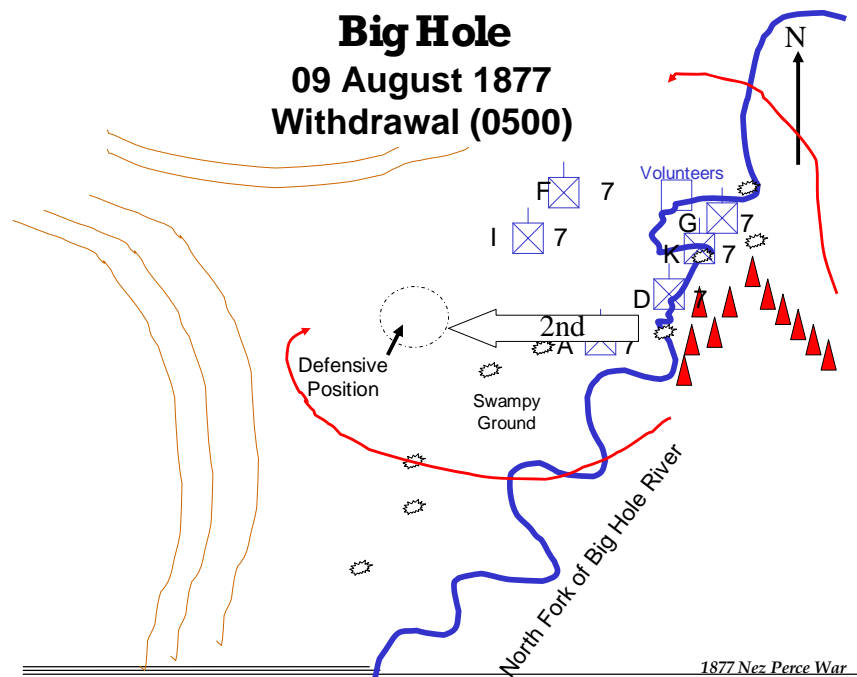 Big Hole
09 August 1877
Withdrawal (0500)
N
Volunteers
F 7
G 7
I 7
K 7
D 7
2nd
A 7
Defensive
Position
Swampy
Ground
North Fork of Big Hole River
1877 Nez Perce War